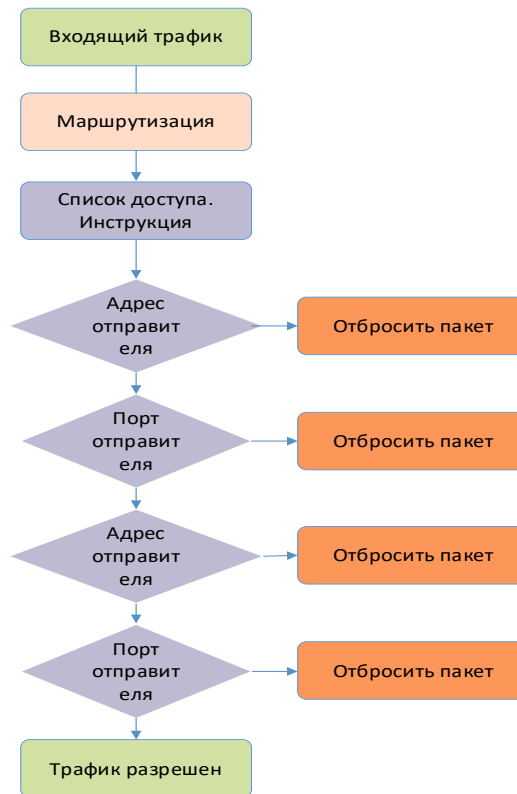 Входящий трафик
Маршрутизация
Список доступа.
Инструкция
Адрес
отправит
еля
Отбросить пакет
Порт
отправит
еля
Отбросить пакет
Адрес
отправит
еля
Отбросить пакет
Порт
отправит
еля
Отбросить пакет
Трафик разрешен